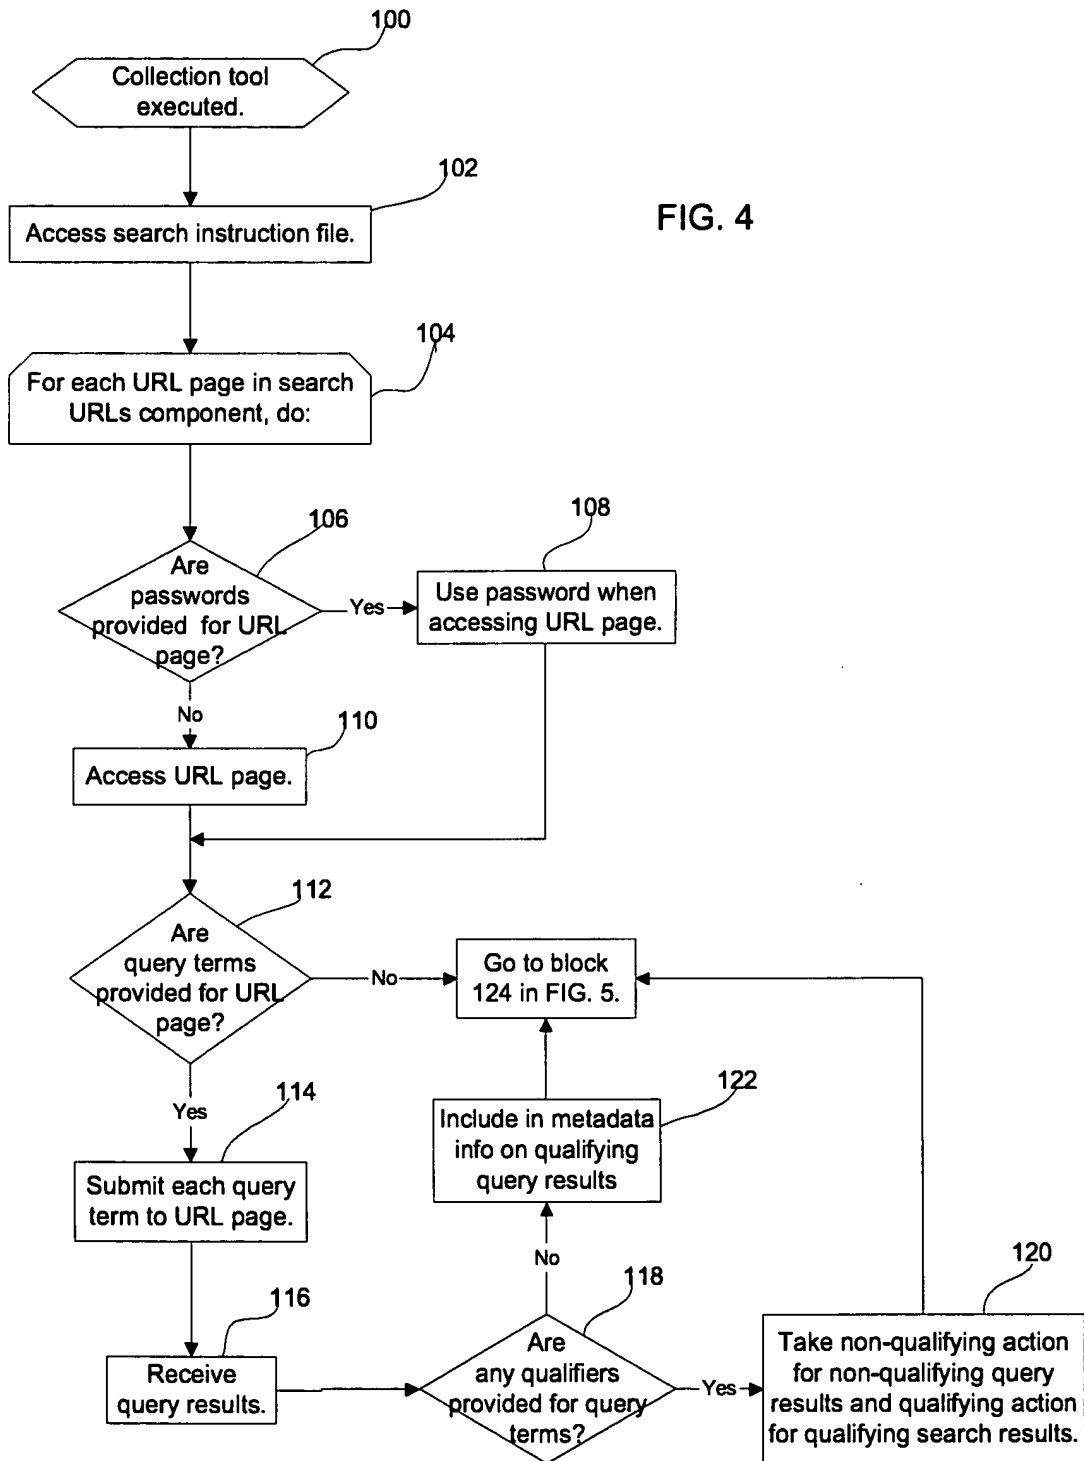 100
Collection tool
executed.
102
Access search instruction file.
FIG. 4
104
For each URL page in search
URLs component, do:
106
Are
passwords
provided for URL
page?
Yes
108
Use password when
accessing URL page.
No
110
Access URL page.
112
Are
query terms
provided for URL
page?
No
Go to block
124 in FIG. 5.
Yes
114
Submit each query
term to URL page.
122
Include in metadata
info on qualifying
query results
No
116
Receive
query results.
118
Are
any qualifiers
provided for query
terms?
Yes
120
Take non-qualifying action
for non-qualifying query
results and qualifying action
for qualifying search results.